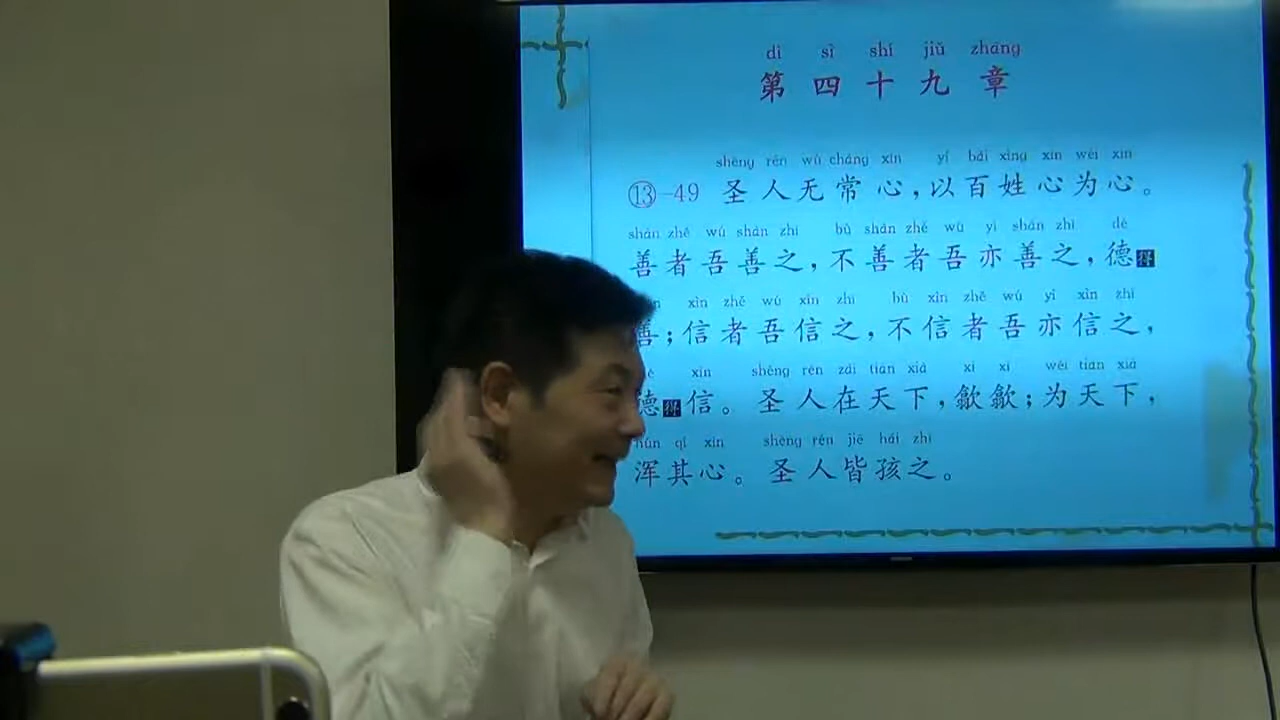 dì sì shí jiǔ zhāng
第四十九章
shèng rén wú cháng xīn yǐ bǎi xìng xīn wéi xīn
⑬-49 圣人无常心,以百姓心为心。
shàn zhě wú shàn zhī bù shàn zhě wú yì shàn zhī dé
善者吾善之,不善者吾亦善之,德得
xìn zhě wú xìn zhī bù xìn zhě wú yì xìn zhī
善;信者吾信之,不信者吾亦信之,
xìn shèng rén zài tiān xià xī xī wéi tiān xià
德得信。圣人在天下,歙歙;为天下,
hún qí xīn shèng rén jiē hái zhī
浑其心。圣人皆孩之。